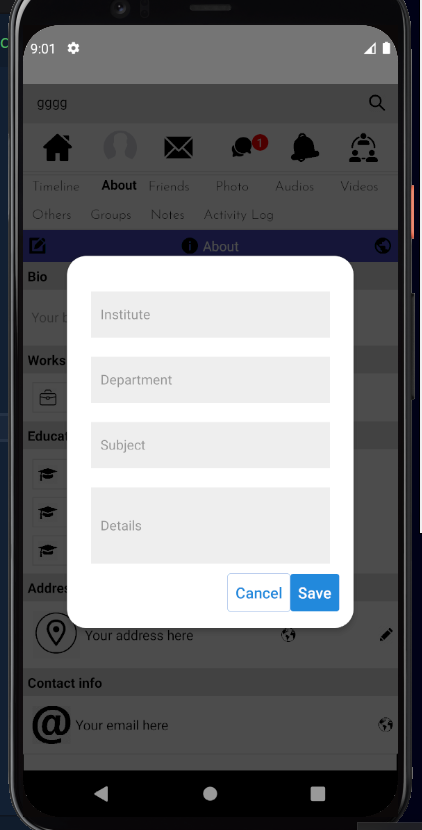 9:01
gggg
1
Timeline About Friends Photo Audios Videos
Others Groups Notes Activity Log
About
Bio
Your b
Institute
Works
Department
Educat
Subject
Details
Cancel Save
Addres
Your address here
Contact info
@ Your email here